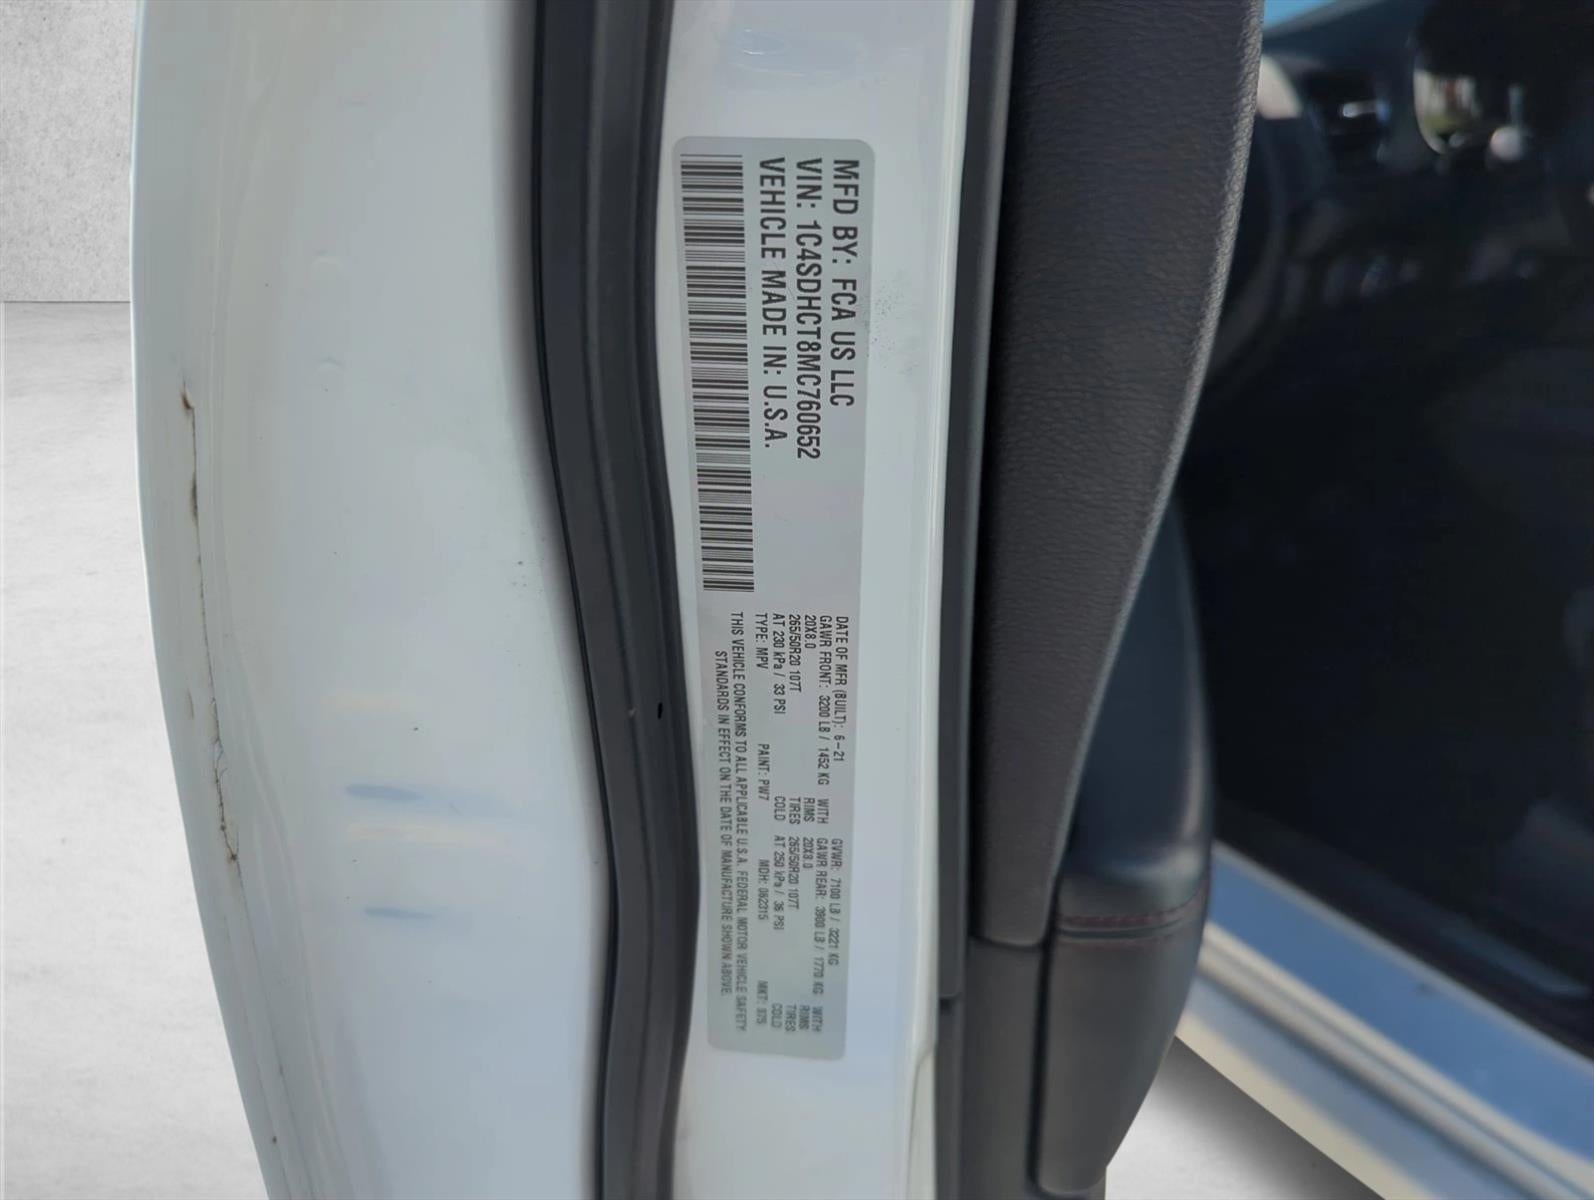 MFD BY: FCA US LLC
VIN: 1C4SDHCT8MC760652
VEHICLE MADE IN: U.S.A.
DATE OF MFR (BUILT): 6-21
GAWR FRONT: 3200 LB / 1452 KG WITH
20X8.0 RIMS
265/50R20 107T TIRES
AT 230 kPa / 33 PSI COLD
GVWR: 7100 LB / 3221 KG
GAWR REAR: 3900 LB / 1770 KG WITH
20X8.0 RIMS
265/50R20 107T TIRES
AT 250 kPa / 36 PSI COLD
TYPE: MPV PAINT: PW7 MDH: 062315 MKT:
THIS VEHICLE CONFORMS TO ALL APPLICABLE U.S.A. FEDERAL MOTOR VEHICLE SAFETY
STANDARDS IN EFFECT ON THE DATE OF MANUFACTURE SHOWN ABOVE.